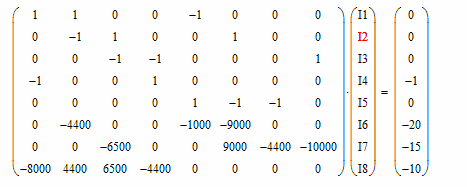 1 1 0 0 −1 0 0 0 I1 0
0 −1 1 0 0 1 0 0 I2 0
0 0 −1 −1 0 0 0 1 I3 0
−1 0 0 1 0 0 0 0 I4 −1
0 0 0 0 1 −1 −1 0 · I5 = 0
0 −4400 0 0 −1000 −9000 0 0 I6 −20
0 0 −6500 0 0 9000 −4400 −10000 I7 −15
−8000 4400 6500 −4400 0 0 0 0 I8 −10